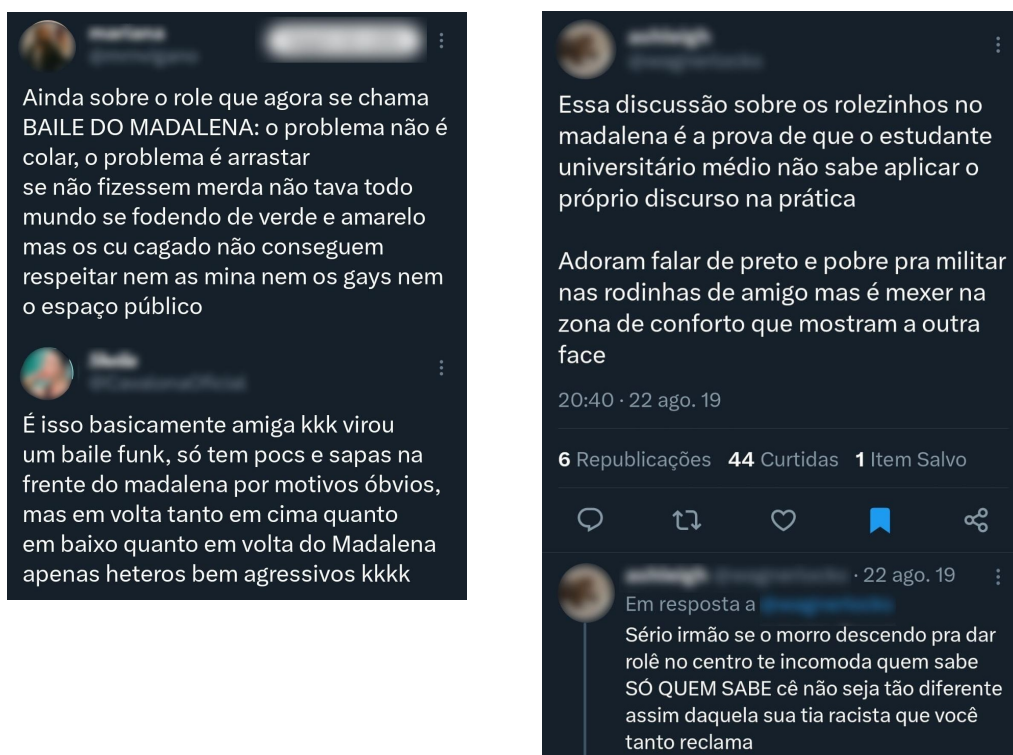 Ainda sobre o role que agora se chama
BAILE DO MADALENA: o problema não é
colar, o problema é arrastar
se não fizessem merda não tava todo
mundo se fodendo de verde e amarelo
mas os cu cagado não conseguem
respeitar nem as mina nem os gays nem
o espaço público
É isso basicamente amiga kkk virou
um baile funk, só tem pocs e sapas na
frente do madalena por motivos óbvios,
mas em volta tanto em cima quanto
em baixo quanto em volta do Madalena
apenas heteros bem agressivos kkkk
Essa discussão sobre os rolezinhos no
madalena é a prova de que o estudante
universitário médio não sabe aplicar o
próprio discurso na prática
Adoram falar de preto e pobre pra militar
nas rodinhas de amigo mas é mexer na
zona de conforto que mostram a outra
face
20:40 · 22 ago. 19
6 Republicações 44 Curtidas 1 Item Salvo
· 22 ago. 19
Em resposta a
Sério irmão se o morro descendo pra dar
rolê no centro te incomoda quem sabe
SÓ QUEM SABE cê não seja tão diferente
assim daquela sua tia racista que você
tanto reclama